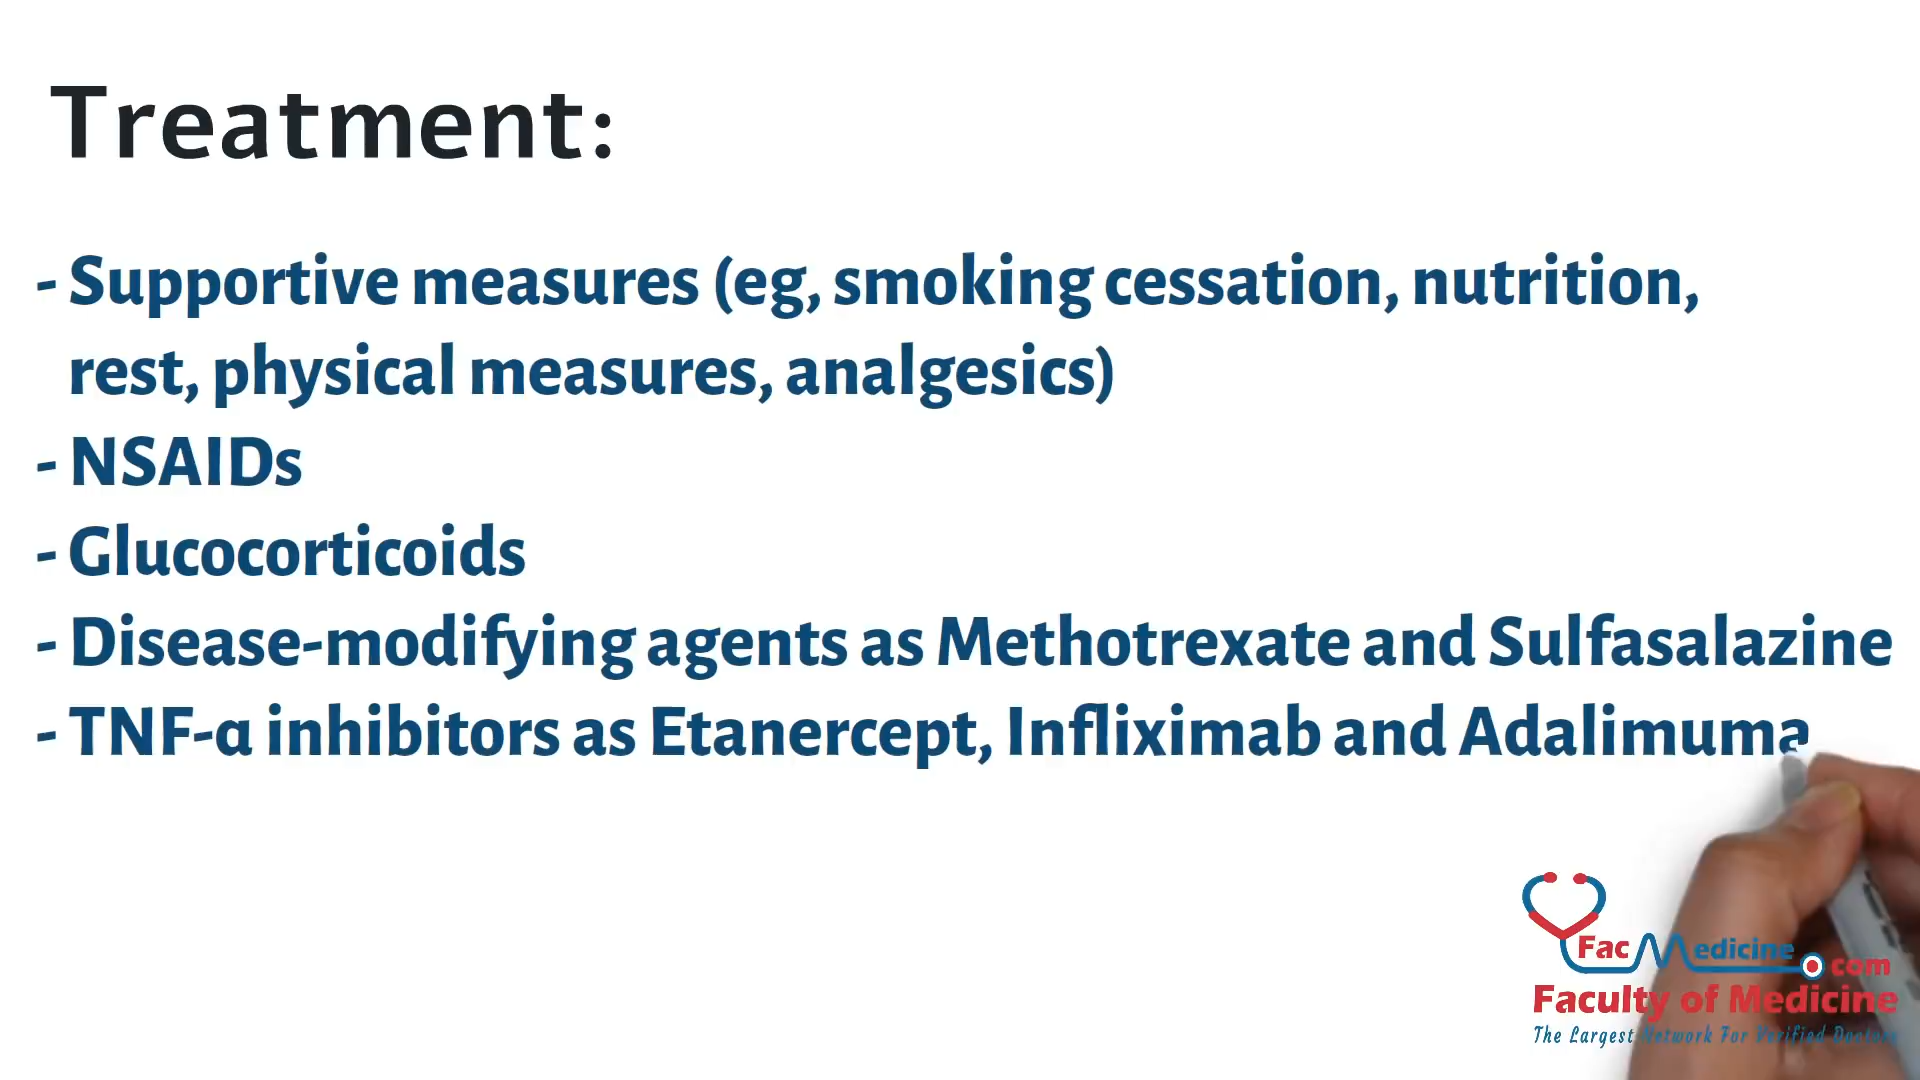 Treatment:
- Supportive measures (eg, smoking cessation, nutrition,
rest, physical measures, analgesics)
- NSAIDs
- Glucocorticoids
- Disease-modifying agents as Methotrexate and Sulfasalazine
- TNF-α inhibitors as Etanercept, Infliximab and Adalimuma
Fac Medicine.com
Faculty of Medicine
The Largest Network For Verified Doctors